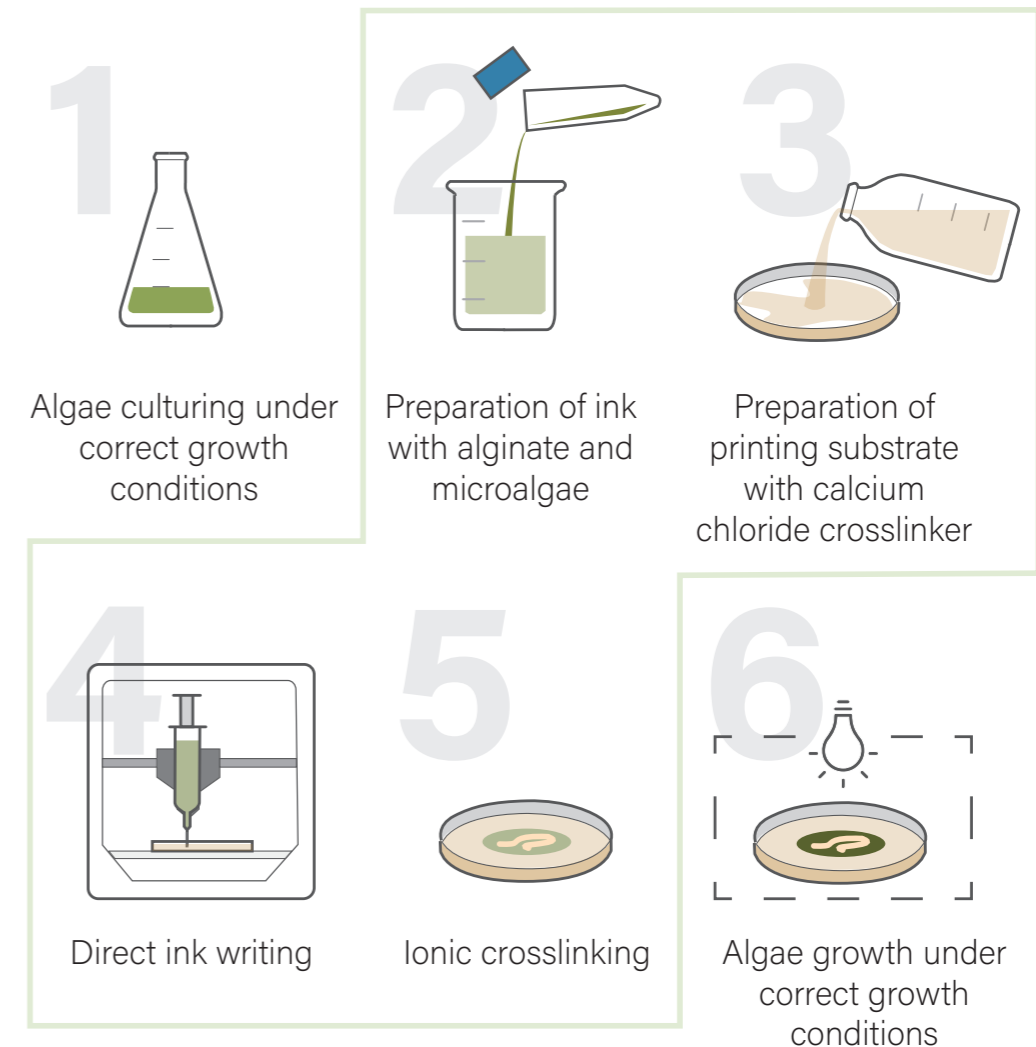 1
Algae culturing under
correct growth
conditions
2
Preparation of ink
with alginate and
microalgae
3
Preparation of
printing substrate
with calcium
chloride crosslinker
4
Direct ink writing
5
Ionic crosslinking
6
Algae growth under
correct growth
conditions